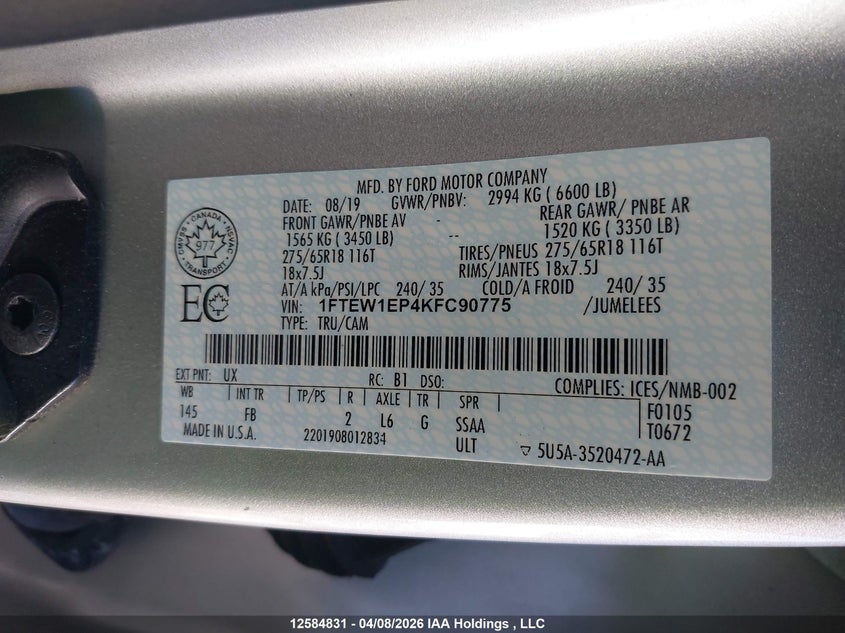 MFD. BY FORD MOTOR COMPANY
DATE: 08/19 GVWR/PNBV: 2994 KG ( 6600 LB)
FRONT GAWR/PNBE AV - REAR GAWR/ PNBE AR
1565 KG ( 3450 LB) -- 1520 KG ( 3350 LB)
275/65R18 116T TIRES/PNEUS 275/65R18 116T
18x7.5J RIMS/JANTES 18x7.5J
AT/A kPa/PSI/LPC 240/ 35 COLD/A FROID 240/ 35
VIN: 1FTEW1EP4KFC90775 /JUMELEES
TYPE: TRU/CAM
CANADA
CMVSS NSVAC
977
TRANSPORT
EC
EXT PNT: UX RC: B1 DSO: COMPLIES: ICES/NMB-002
WB INT TR TP/PS R AXLE TR SPR F0105
145 FB 2 L6 G SSAA T0672
MADE IN U.S.A. 2201908012834 ULT ▽ 5U5A-3520472-AA
12584831 - 04/08/2026 IAA Holdings , LLC